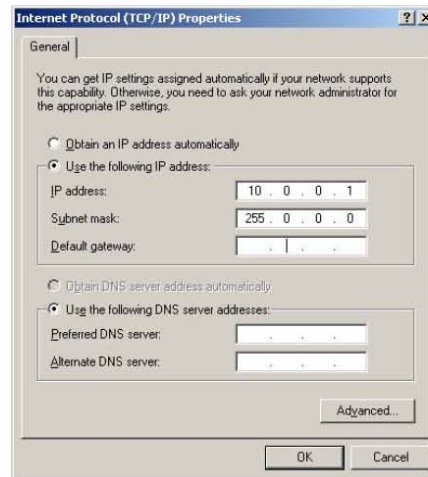 Internet Protocol (TCP/IP) Properties
General
You can get IP settings assigned automatically if your network supports
this capability. Otherwise, you need to ask your network administrator for
the appropriate IP settings.
Obtain an IP address automatically
Use the following IP address:
IP address: 10 . 0 . 0 . 1
Subnet mask: 255 . 0 . 0 . 0
Default gateway: . . .
Obtain DNS server address automatically
Use the following DNS server addresses:
Preferred DNS server: . . .
Alternate DNS server: . . .
Advanced...
OK Cancel